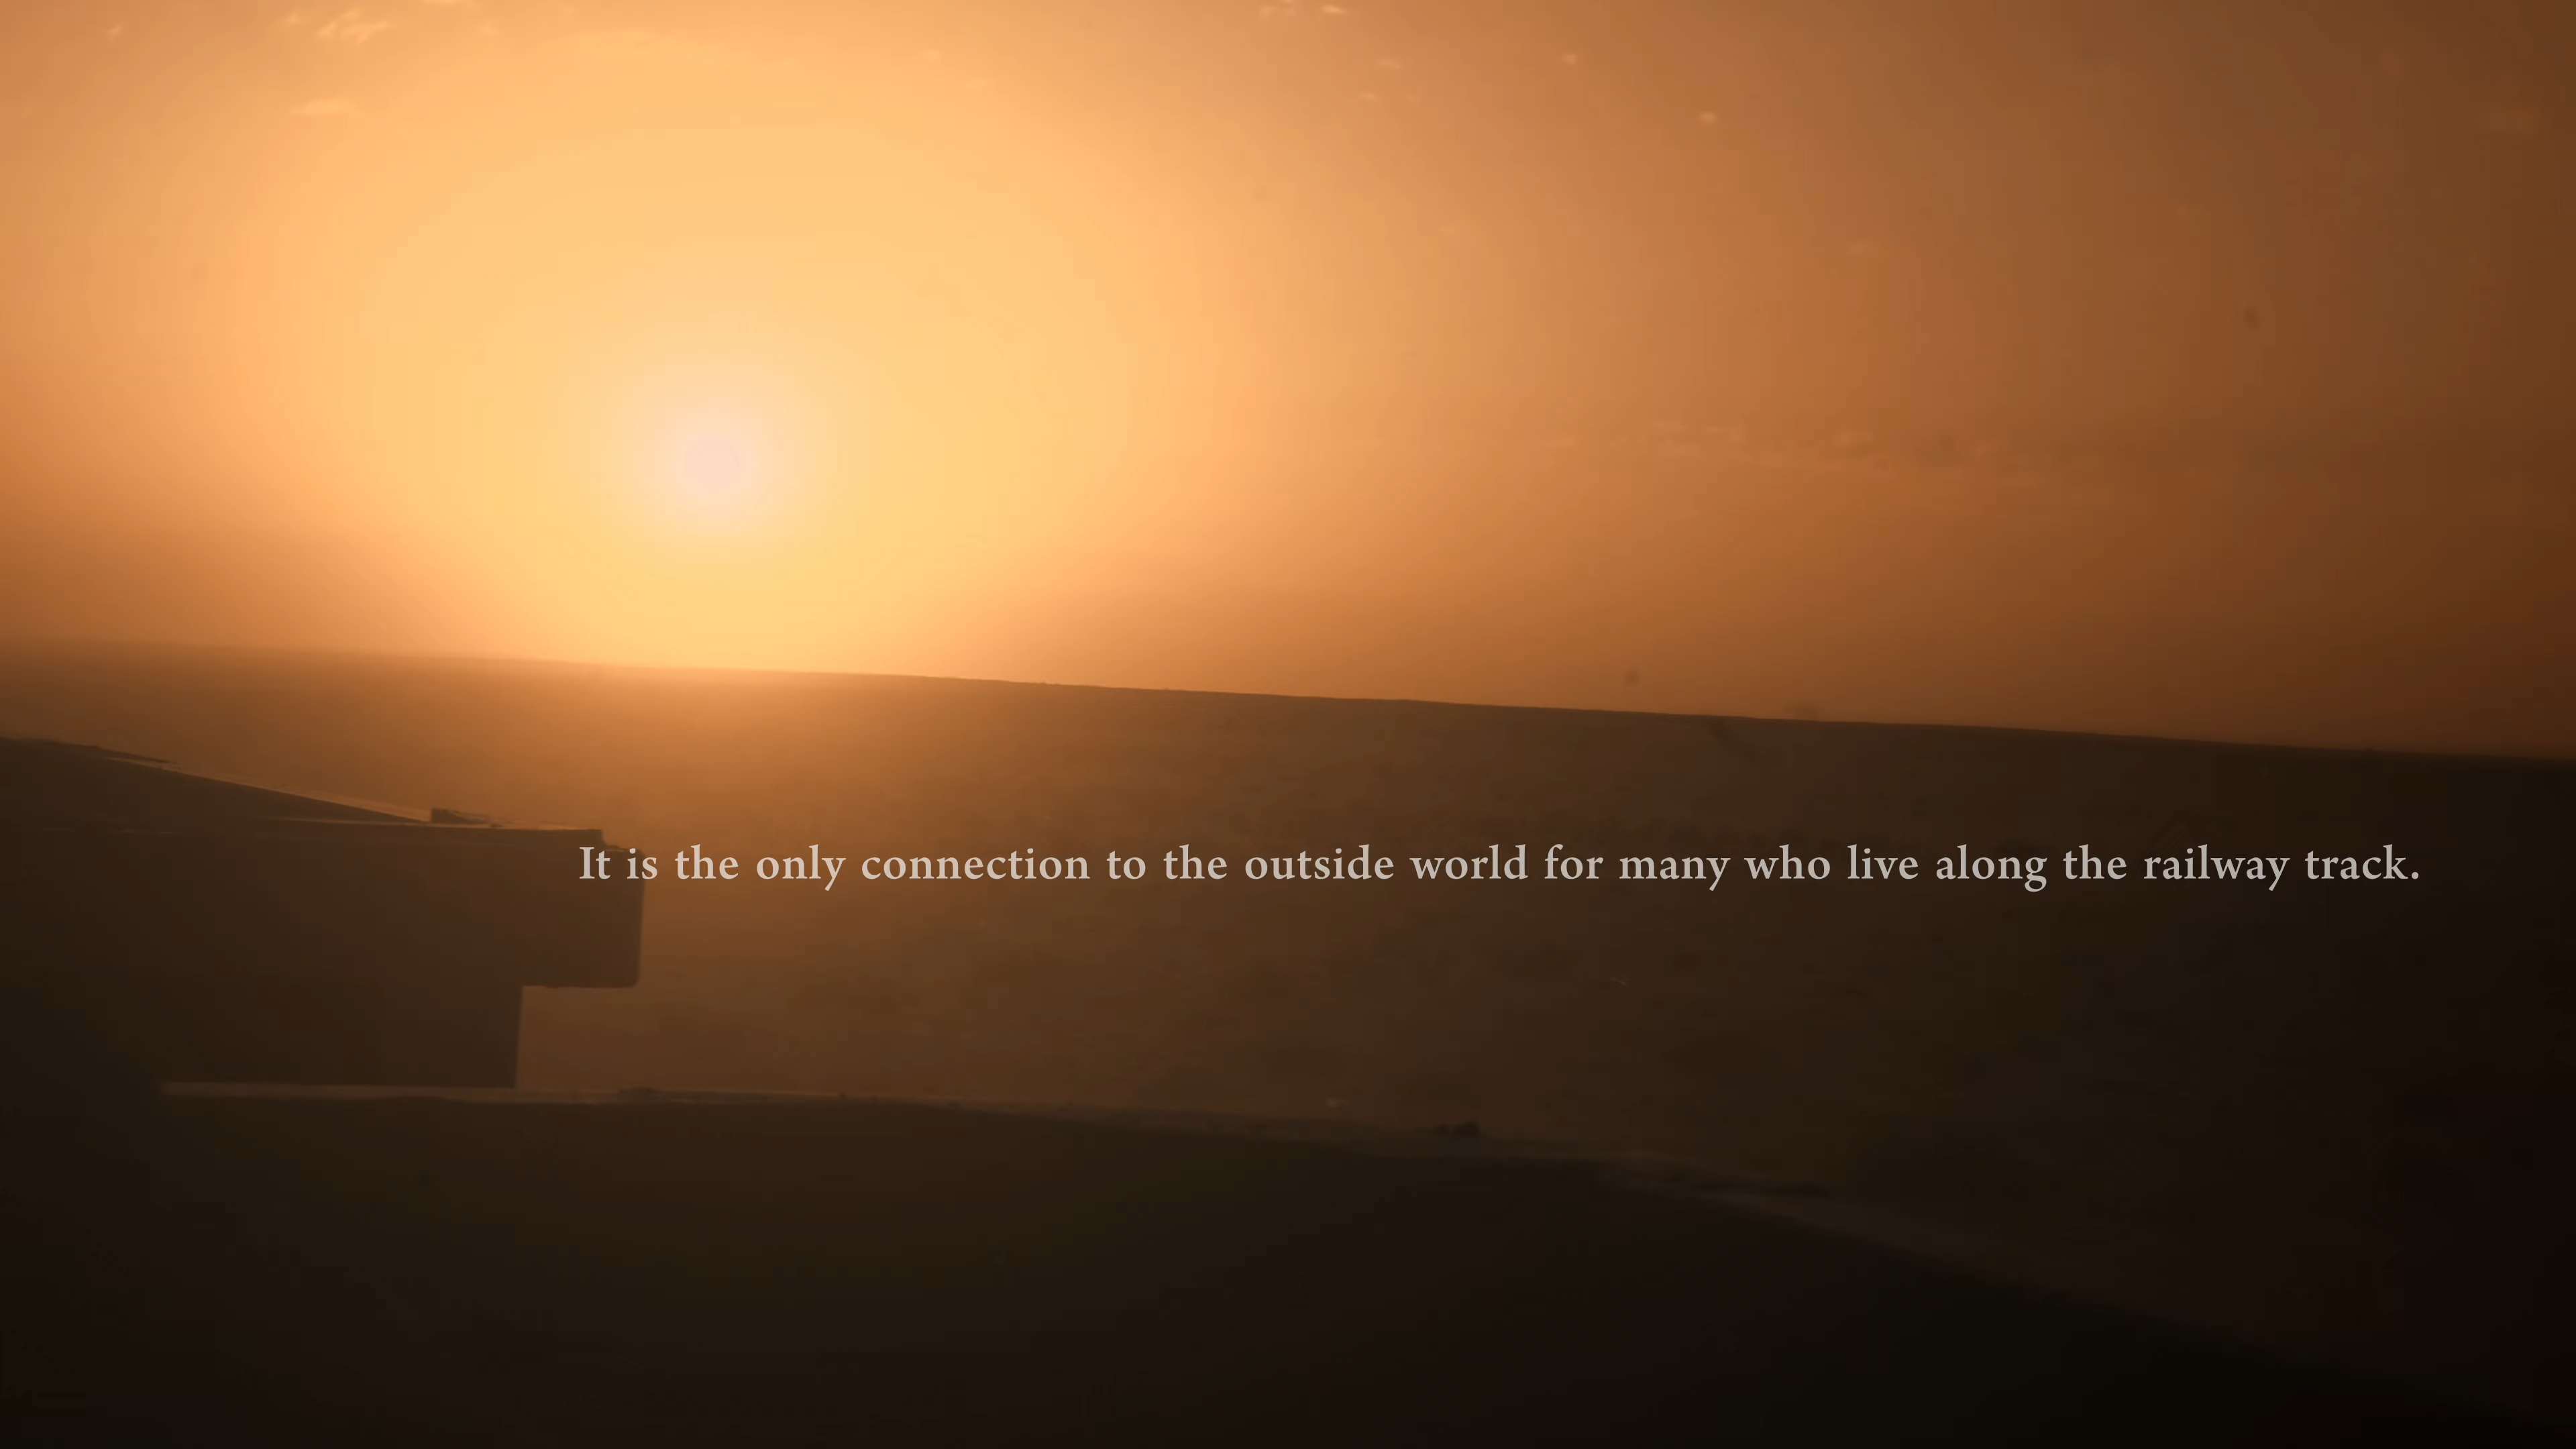 It is the only connection to the outside world for many who live along the railway track.